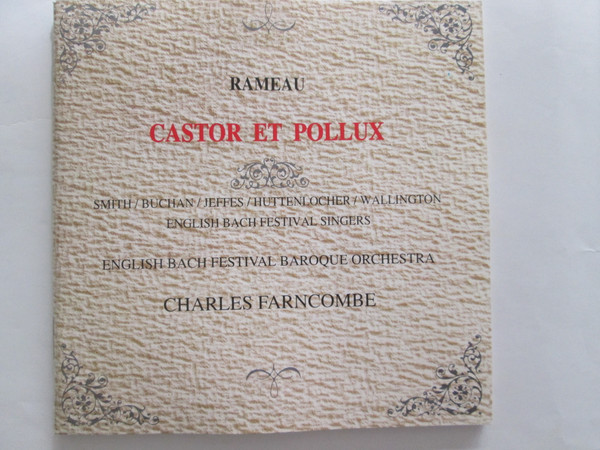 RAMEAU
CASTOR ET POLLUX
SMITH / BUCHAN / JEFFES / HUTTENLOCHER / WALLINGTON
ENGLISH BACH FESTIVAL SINGERS
ENGLISH BACH FESTIVAL BAROQUE ORCHESTRA
CHARLES FARNCOMBE